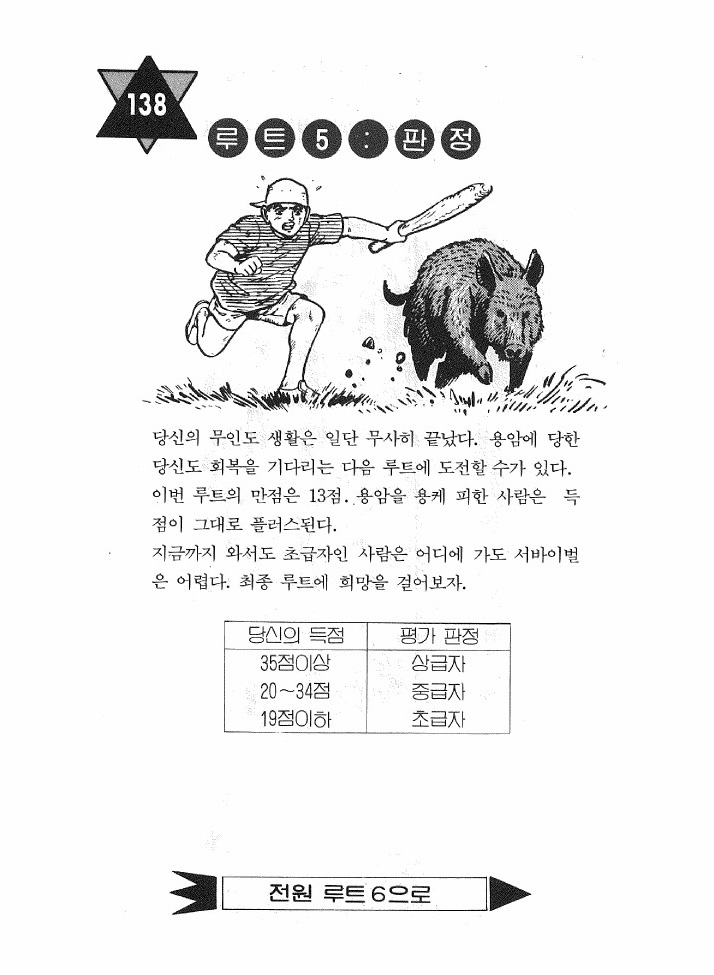 138
루트5:판정
당신의 무인도 생활은 일단 무사히 끝났다. 용암에 당한
당신도 회복을 기다리는 다음 루트에 도전할 수가 있다.
이번 루트의 만점은 13점. 용암을 용케 피한 사람은 득
점이 그대로 플러스된다.
지금까지 와서도 초급자인 사람은 어디에 가도 서바이벌
은 어렵다. 최종 루트에 희망을 걸어보자.
당신의 득점 평가 판정
35점이상 상급자
20~34점 중급자
19점이하 초급자
전원 루트 6으로